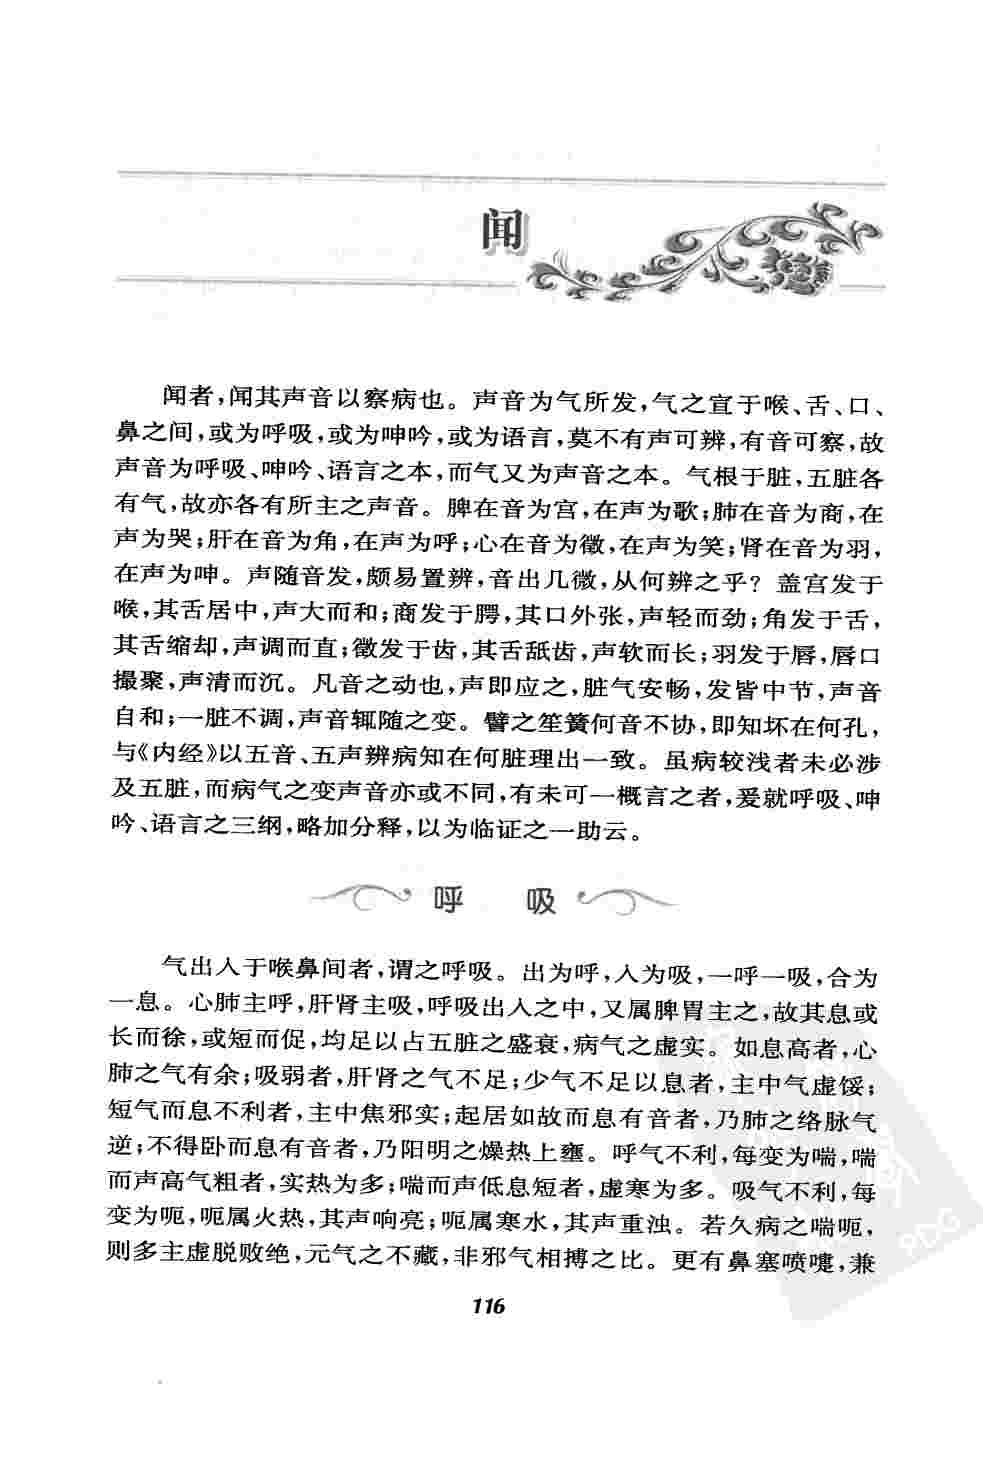 闻
闻者，闻其声音以察病也。声音为气所发，气之宣于喉、舌、口、
鼻之间，或为呼吸，或为呻吟，或为语言，莫不有声可辨，有音可察，故
声音为呼吸、呻吟、语言之本，而气又为声音之本。气根于脏，五脏各
有气，故亦各有所主之声音。脾在音为宫，在声为歌；肺在音为商，在
声为哭；肝在音为角，在声为呼；心在音为徵，在声为笑；肾在音为羽，
在声为呻。声随音发，颇易置辨，音出几微，从何辨之乎？盖宫发于
喉，其舌居中，声大而和；商发于腭，其口外张，声轻而劲；角发于舌，
其舌缩却，声调而直；徵发于齿，其舌舐齿，声软而长；羽发于唇，唇口
撮聚，声清而沉。凡音之动也，声即应之，脏气安畅，发皆中节，声音
自和；一脏不调，声音辄随之变。譬之笙簧何音不协，即知坏在何孔，
与《内经》以五音、五声辨病知在何脏理出一致。虽病较浅者未必涉
及五脏，而病气之变声音亦或不同，有未可一概言之者，爰就呼吸、呻
吟、语言之三纲，略加分释，以为临证之一助云。
呼 吸
气出入于喉鼻间者，谓之呼吸。出为呼，入为吸，一呼一吸，合为
一息。心肺主呼，肝肾主吸，呼吸出入之中，又属脾胃主之，故其息或
长而徐，或短而促，均足以占五脏之盛衰，病气之虚实。如息高者，心
肺之气有余；吸弱者，肝肾之气不足；少气不足以息者，主中气虚馁；
短气而息不利者，主中焦邪实；起居如故而息有音者，乃肺之络脉气
逆；不得卧而息有音者，乃阳明之燥热上壅。呼气不利，每变为喘，喘
而声高气粗者，实热为多；喘而声低息短者，虚寒为多。吸气不利，每
变为呃，呃属火热，其声响亮；呃属寒水，其声重浊。若久病之喘呃，
则多主虚脱败绝，元气之不藏，非邪气相搏之比。更有鼻塞喷嚏，兼
116
PDG